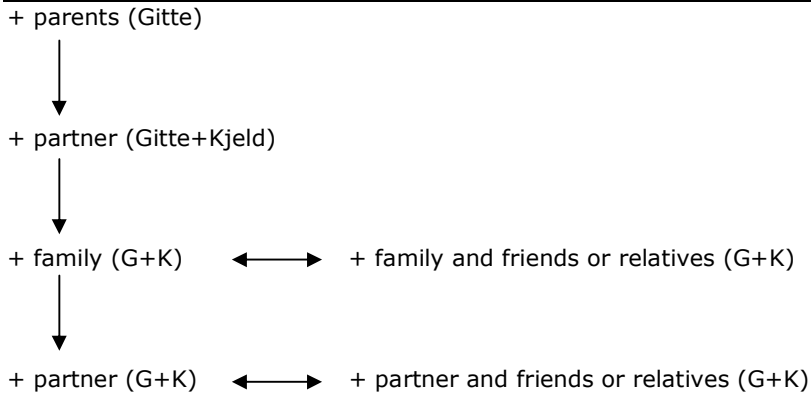 + parents (Gitte)
+ partner (Gitte+Kjeld)
+ family (G+K) + family and friends or relatives (G+K)
+ partner (G+K) + partner and friends or relatives (G+K)